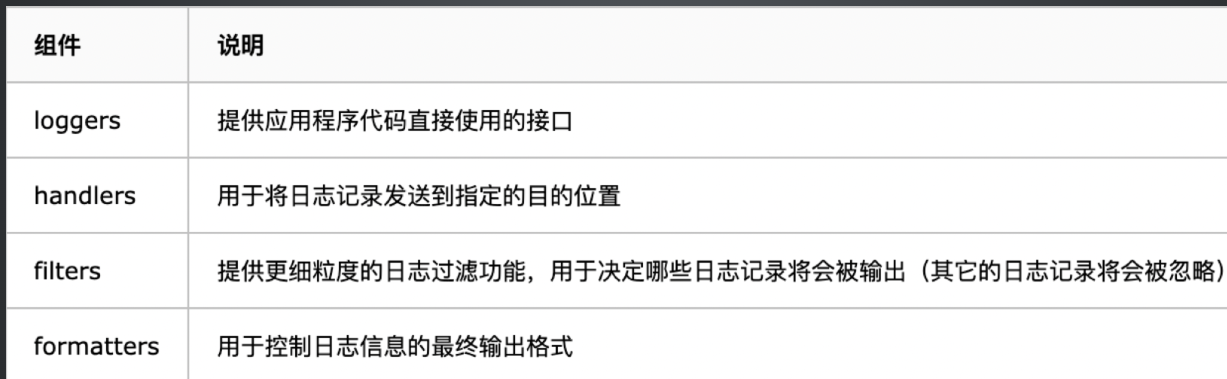 组件 说明
loggers 提供应用程序代码直接使用的接口
handlers 用于将日志记录发送到指定的目的位置
filters 提供更细粒度的日志过滤功能，用于决定哪些日志记录将会被输出（其它的日志记录将会被忽略）
formatters 用于控制日志信息的最终输出格式